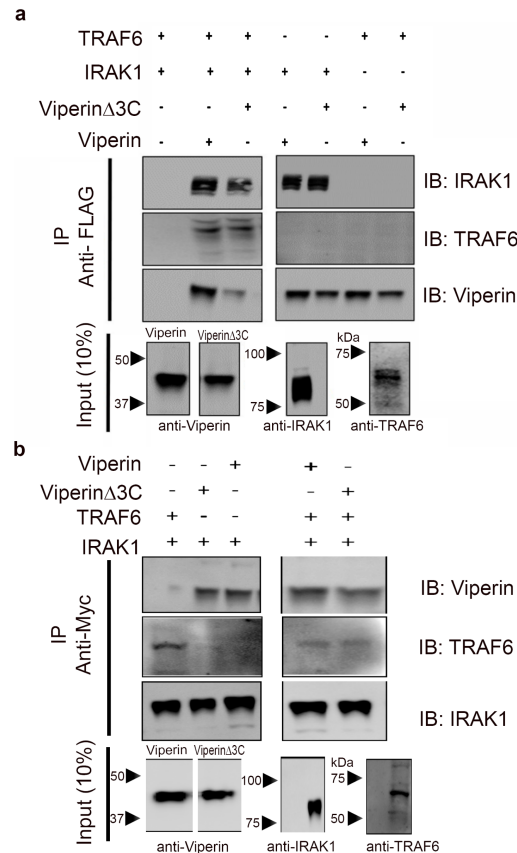 a
TRAF6 + + + - - + +
IRAK1 + + + + + - -
ViperinΔ3C - - + - + - +
Viperin - + - + - + -
IP
Anti- FLAG
IB: IRAK1
IB: TRAF6
IB: Viperin
Input (10%)
Viperin ViperinΔ3C kDa
50 37 100 75 75 50
anti-Viperin anti-IRAK1 anti-TRAF6
b
Viperin - - + + -
ViperinΔ3C - + - - +
TRAF6 + - - + +
IRAK1 + + + + +
IP
Anti-Myc
IB: Viperin
IB: TRAF6
IB: IRAK1
Input (10%)
Viperin ViperinΔ3C kDa
50 37 100 75 75 50
anti-Viperin anti-IRAK1 anti-TRAF6